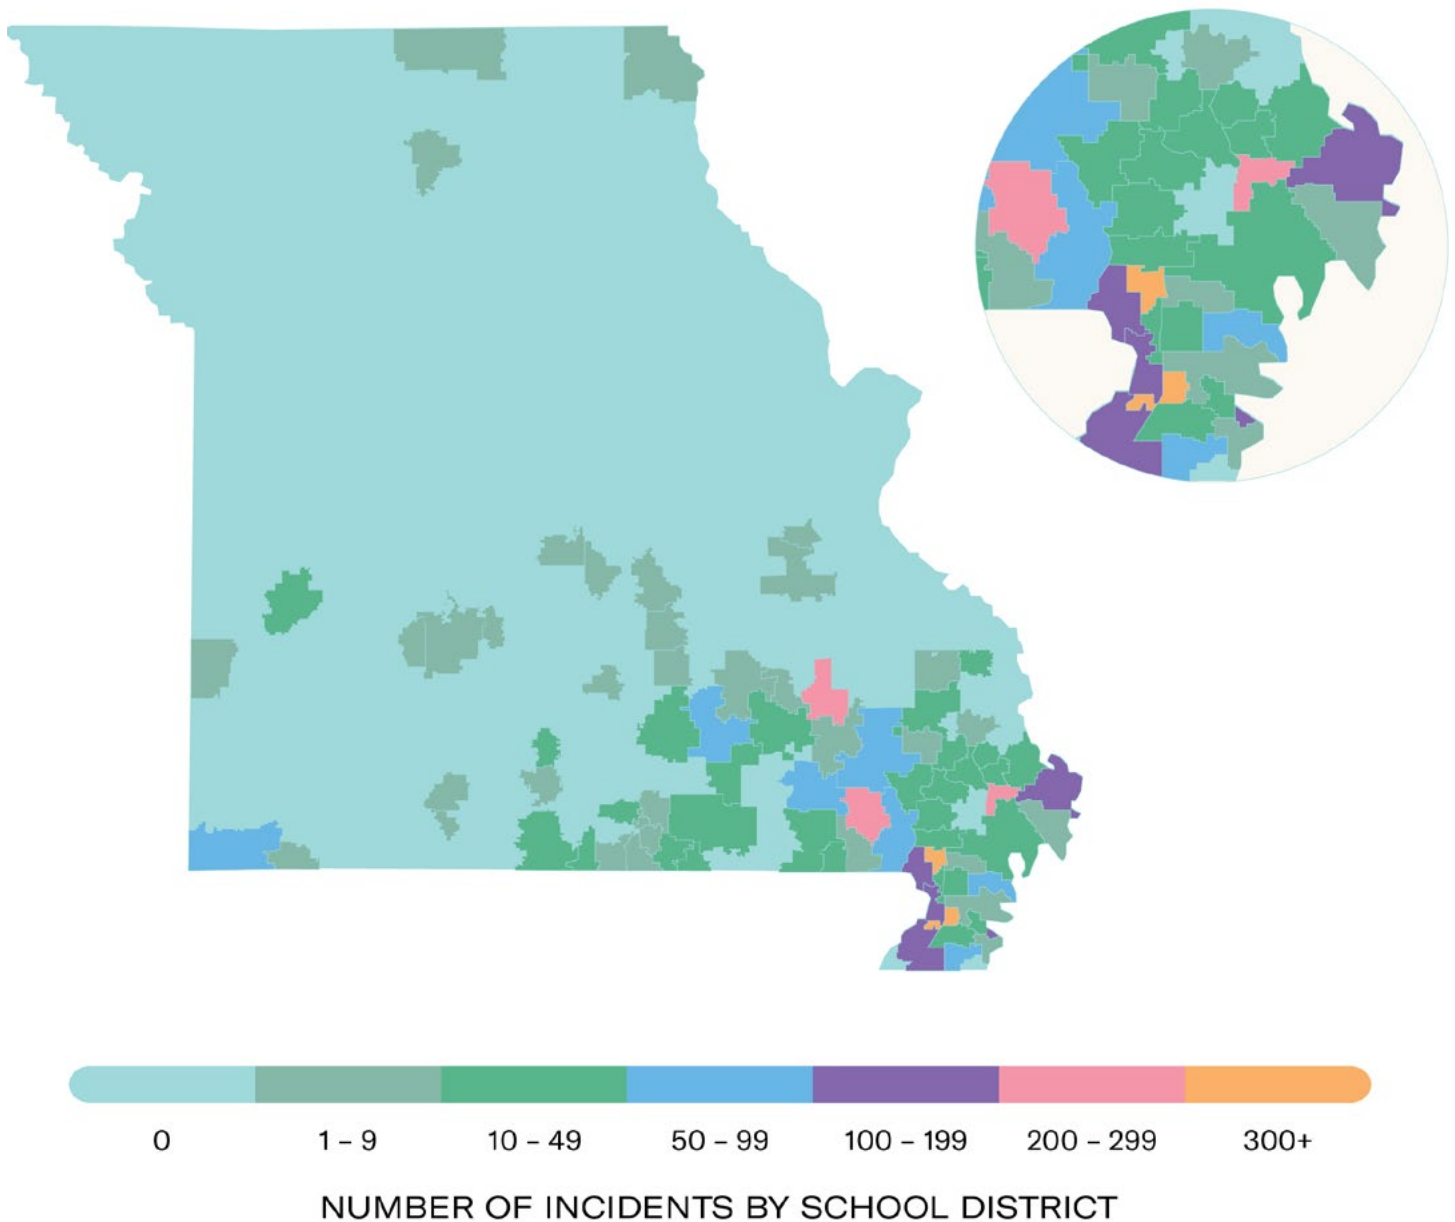 0 1 – 9 10 – 49 50 – 99 100 – 199 200 – 299 300+
NUMBER OF INCIDENTS BY SCHOOL DISTRICT